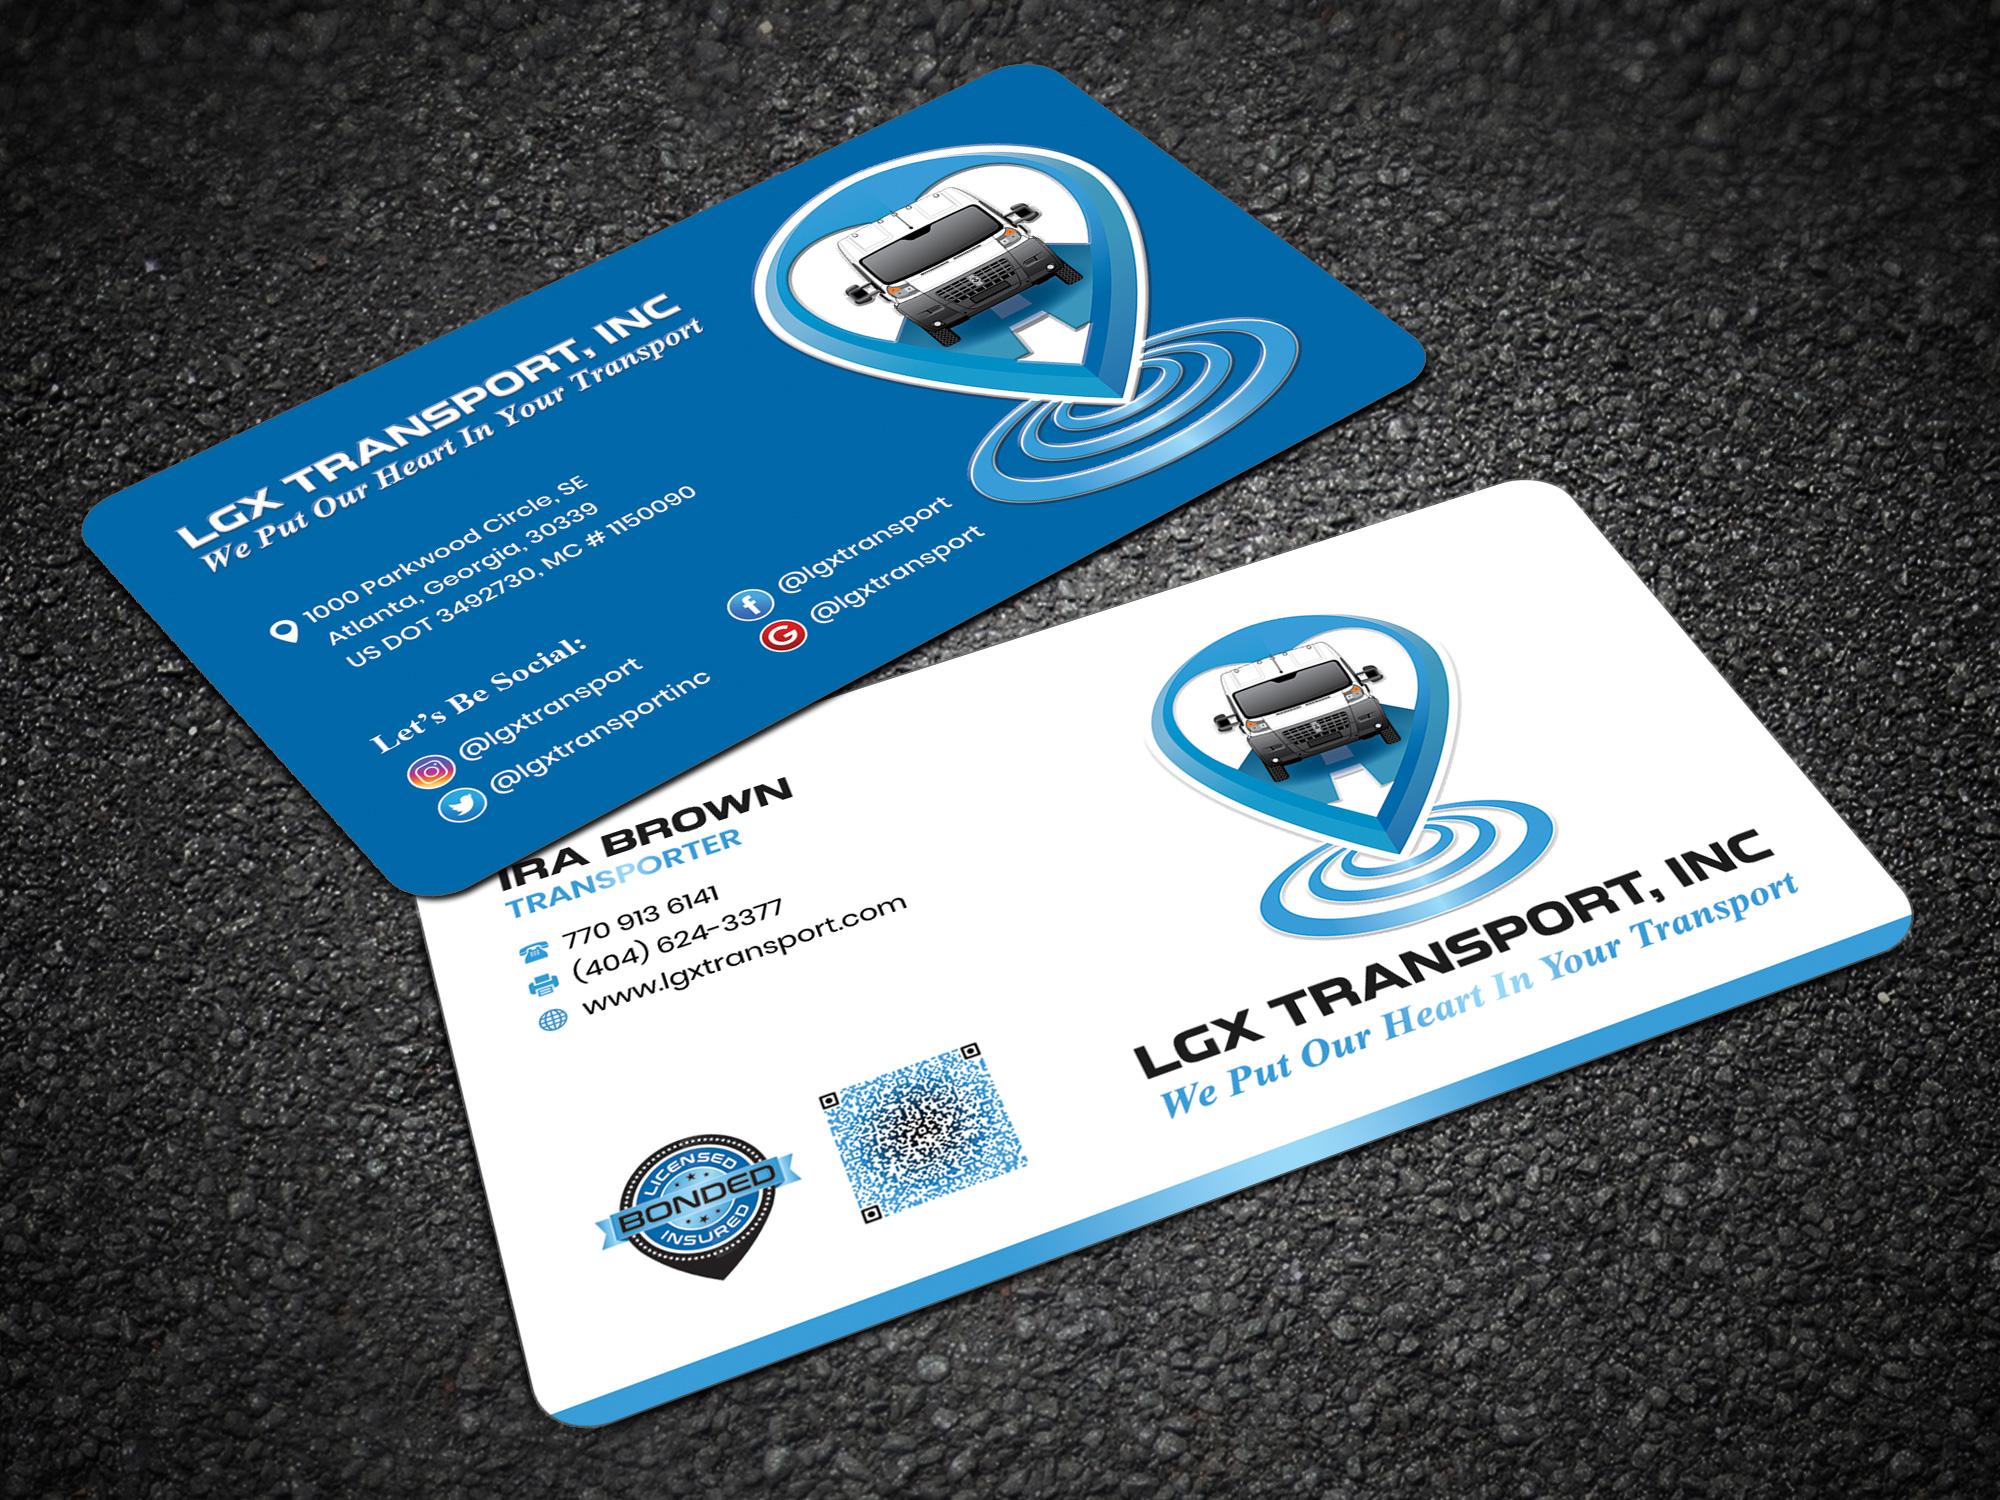 LGX TRANSPORT, INC
We Put Our Heart In Your Transport
1000 Parkwood Circle, SE
Atlanta, Georgia, 30339
US DOT 3492730, MC # 1150090
Let's Be Social:
@lgxtransport
@lgxtransportinc
@lgxtransport
@lgxtransport
IRA BROWN
TRANSPORTER
770 913 6141
(404) 624-3377
www.lgxtransport.com
LICENSED
BONDED
INSURED
LGX TRANSPORT, INC
We Put Our Heart In Your Transport